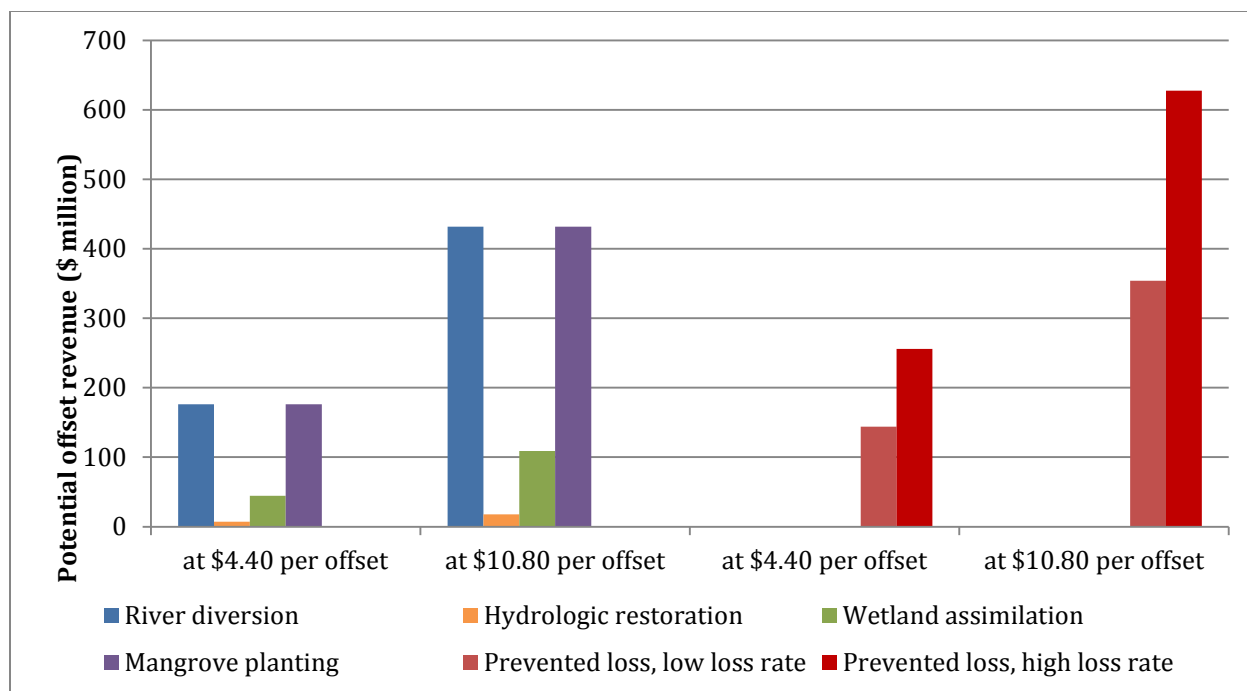 700
600
500
400
300
200
100
0
Potential offset revenue ($ million)
at $4.40 per offset at $10.80 per offset at $4.40 per offset at $10.80 per offset
River diversion Hydrologic restoration Wetland assimilation
Mangrove planting Prevented loss, low loss rate Prevented loss, high loss rate